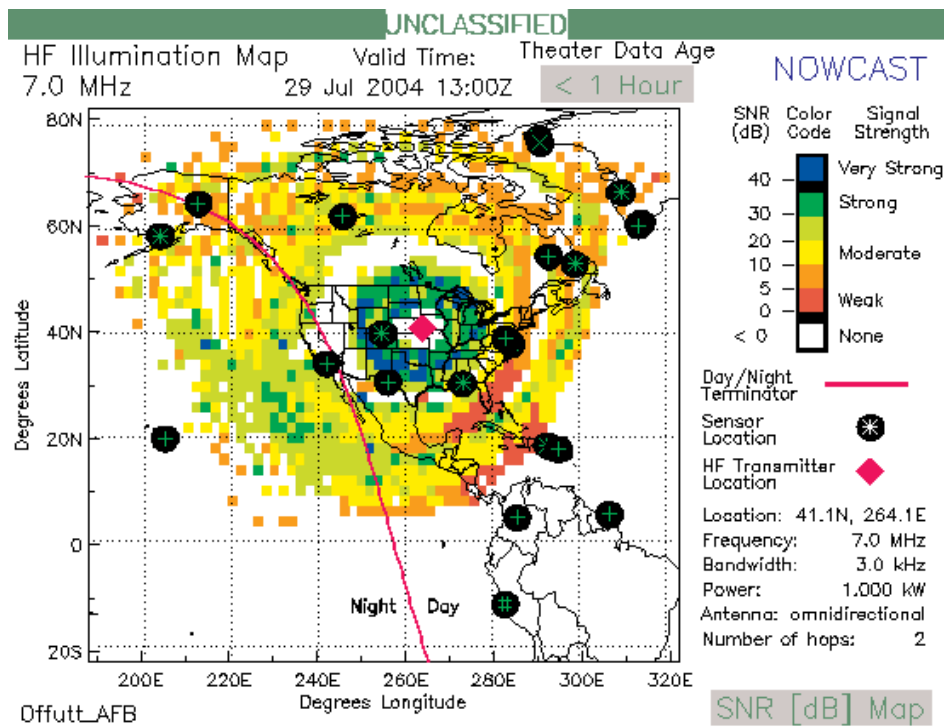 UNCLASSIFIED
HF Illumination Map
7.0 MHz
Valid Time:
29 Jul 2004 13:00Z
Theater Data Age
< 1 Hour
NOWCAST
SNR (dB)
Color Code
Signal Strength
40
30
20
10
5
0
< 0
Very Strong
Strong
Moderate
Weak
None
Day/Night
Terminator
Sensor
Location
HF Transmitter
Location
Location: 41.1N, 264.1E
Frequency: 7.0 MHz
Bandwidth: 3.0 kHz
Power: 1.000 kW
Antenna: omnidirectional
Number of hops: 2
Degrees Latitude
80N
60N
40N
20N
0
20S
Night Day
200E 220E 240E 260E 280E 300E 320E
Degrees Longitude
Offutt_AFB
SNR [dB] Map